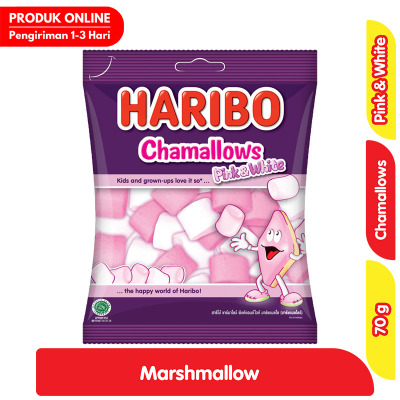 PRODUK ONLINE
Pengiriman 1-3 Hari
HARIBO
Chamallows
Pink & White
Kids and grown-ups love it so* ...
... the happy world of Haribo!
Pink & White
Chamallows
70 g
Marshmallow